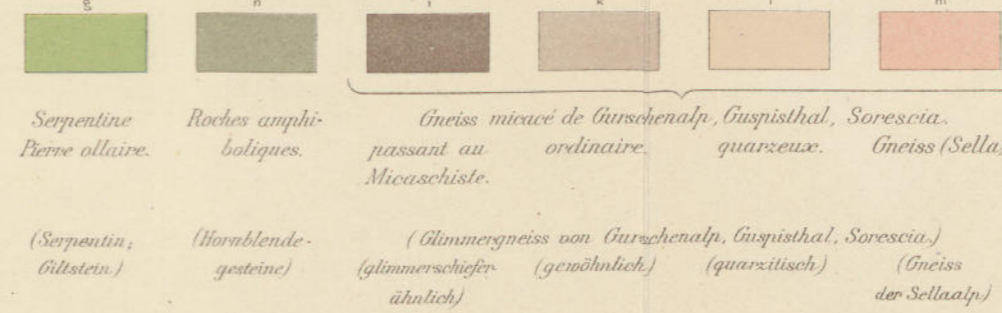 g h i k l m
Serpentine Roches amphi- Gneiss micacé de Gurschenalp, Guspisthal, Sorescia.
Pierre ollaire. boliques. passant au ordinaire. quarzeux. Gneiss (Sella
Micaschiste.
(Serpentin; (Hornblende- (Glimmergneiss von Gurschenalp, Guspisthal, Sorescia.)
Giltstein.) gesteine) (glimmerschiefer- (gewöhnlich.) (quarzitisch) (Gneiss
ähnlich) der Sellaalp.)